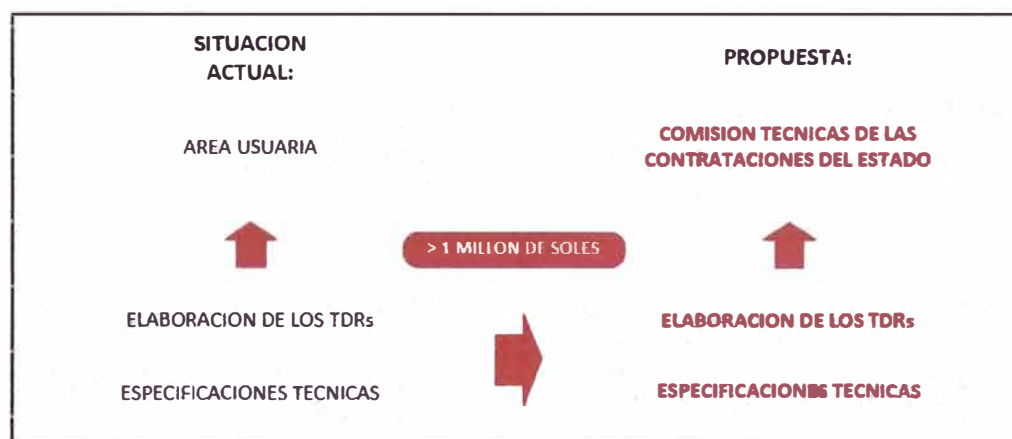 SITUACION
ACTUAL:
AREA USUARIA
ELABORACION DE LOS TDRs
ESPECIFICACIONES TECNICAS
> 1 MILLON DE SOLES
PROPUESTA:
COMISION TECNICAS DE LAS
CONTRATACIONES DEL ESTADO
ELABORACION DE LOS TDRs
ESPECIFICACIONES TECNICAS